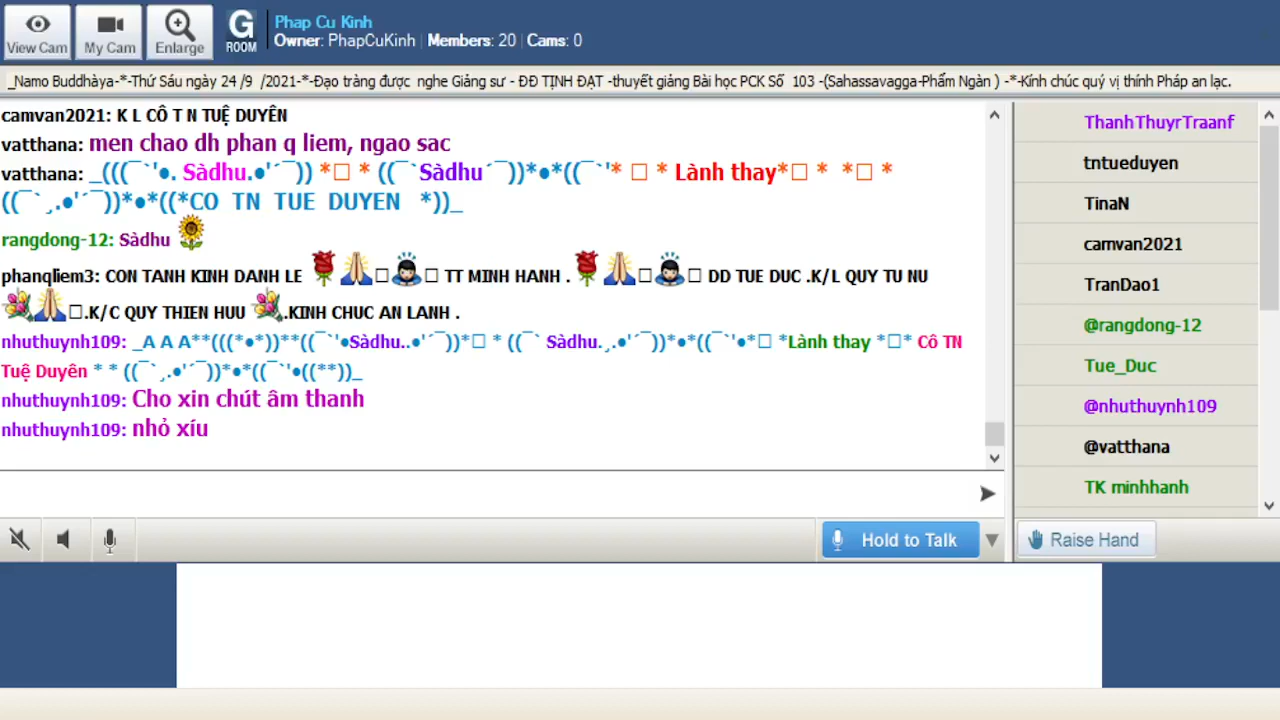 View Cam
My Cam
Enlarge
G
ROOM
Phap Cu Kinh
Owner: PhapCuKinh | Members: 20 | Cams: 0
_Namo Buddhàya-*-Thứ Sáu ngày 24 /9 /2021-*-Đạo tràng được nghe Giảng sư - ĐĐ TỊNH ĐẠT -thuyết giảng Bài học PCK Số 103 -(Sahassavagga-Phẩm Ngàn ) -*-Kính chúc quý vị thính Pháp an lạc.
camvan2021: K L CÔ T N TUỆ DUYÊN
vatthana: men chao dh phan q liem, ngao sac
vatthana: _(((¯`'•. Sàdhu.•'´¯)) *□ * ((¯`Sàdhu´¯))*•*((¯`'* □ * Lành thay*□ * *□ *
((¯`¸.•'´¯))*•*((*CO TN TUE DUYEN *))_
rangdong-12: Sàdhu 🌻
phanqliem3: CON TANH KINH DANH LE 🌹🙏□🙇□ TT MINH HANH .🌹🙏□🙇□ DD TUE DUC .K/L QUY TU NU
💐🙏□.K/C QUY THIEN HUU 💐.KINH CHUC AN LANH .
nhuthuynh109: _A A A**(((*•*))**((¯`'•Sàdhu..•'´¯))*□ * ((¯` Sàdhu.¸.•'´¯))*•*((¯`'•*□ *Lành thay *□* Cô TN
Tuệ Duyên * * ((¯`¸.•'´¯))*•*((¯`'•((**))_
nhuthuynh109: Cho xin chút âm thanh
nhuthuynh109: nhỏ xíu
ThanhThuyrTraanf
tntueduyen
TinaN
camvan2021
TranDao1
@rangdong-12
Tue_Duc
@nhuthuynh109
@vatthana
TK minhhanh
Hold to Talk
Raise Hand